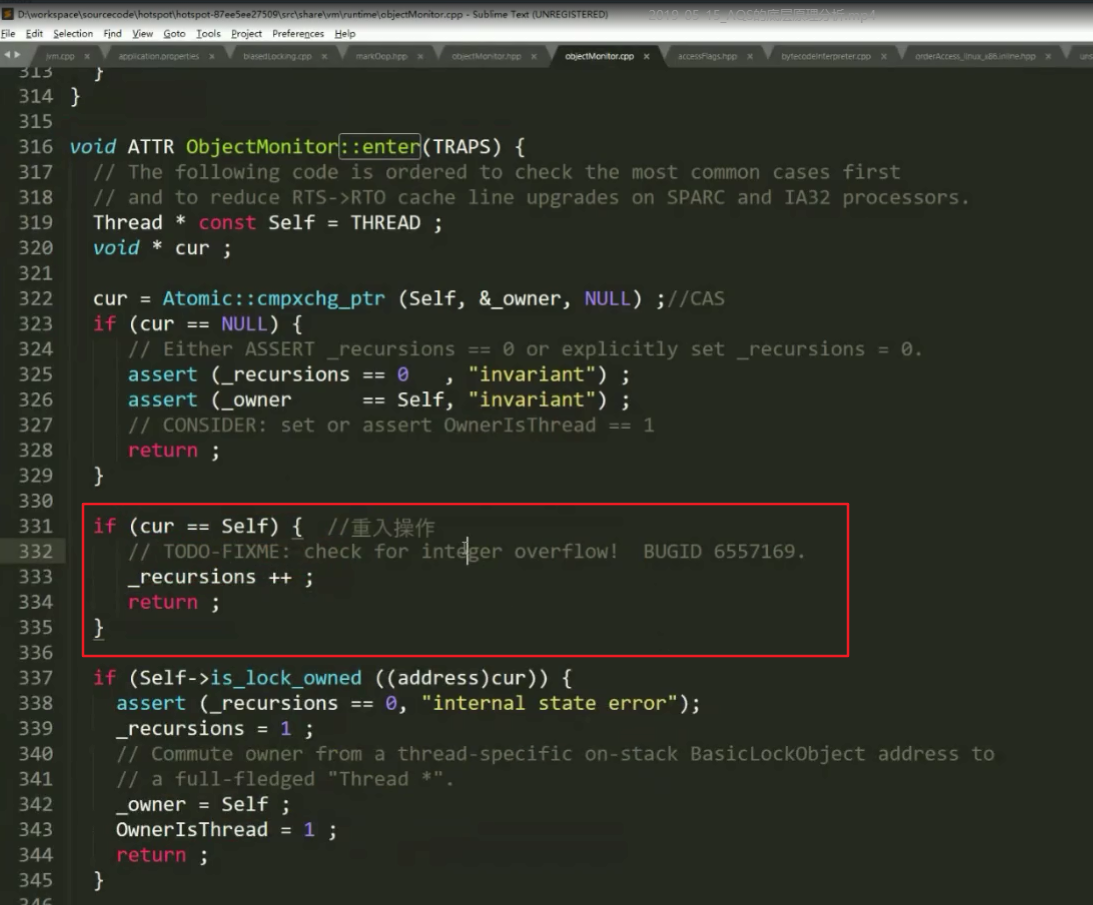 D:\workspace\sourcecode\hotspot\hotspot-87ee5ee27509\src\share\vm\runtime\objectMonitor.cpp - Sublime Text (UNREGISTERED)
File Edit Selection Find View Goto Tools Project Preferences Help
jvm.cpp application.properties biasedLocking.cpp markOop.hpp objectMonitor.hpp objectMonitor.cpp accessFlags.hpp bytecodeInterpreter.cpp orderAccess_linux_x86.inline.hpp
313 }
314 }
315
316 void ATTR ObjectMonitor::enter(TRAPS) {
317 // The following code is ordered to check the most common cases first
318 // and to reduce RTS->RTO cache line upgrades on SPARC and IA32 processors.
319 Thread * const Self = THREAD ;
320 void * cur ;
321
322 cur = Atomic::cmpxchg_ptr (Self, &_owner, NULL) ;//CAS
323 if (cur == NULL) {
324 // Either ASSERT _recursions == 0 or explicitly set _recursions = 0.
325 assert (_recursions == 0 , "invariant") ;
326 assert (_owner == Self, "invariant") ;
327 // CONSIDER: set or assert OwnerIsThread == 1
328 return ;
329 }
330
331 if (cur == Self) { //重入操作
332 // TODO-FIXME: check for integer overflow! BUGID 6557169.
333 _recursions ++ ;
334 return ;
335 }
336
337 if (Self->is_lock_owned ((address)cur)) {
338 assert (_recursions == 0, "internal state error");
339 _recursions = 1 ;
340 // Commute owner from a thread-specific on-stack BasicLockObject address to
341 // a full-fledged "Thread *".
342 _owner = Self ;
343 OwnerIsThread = 1 ;
344 return ;
345 }
346